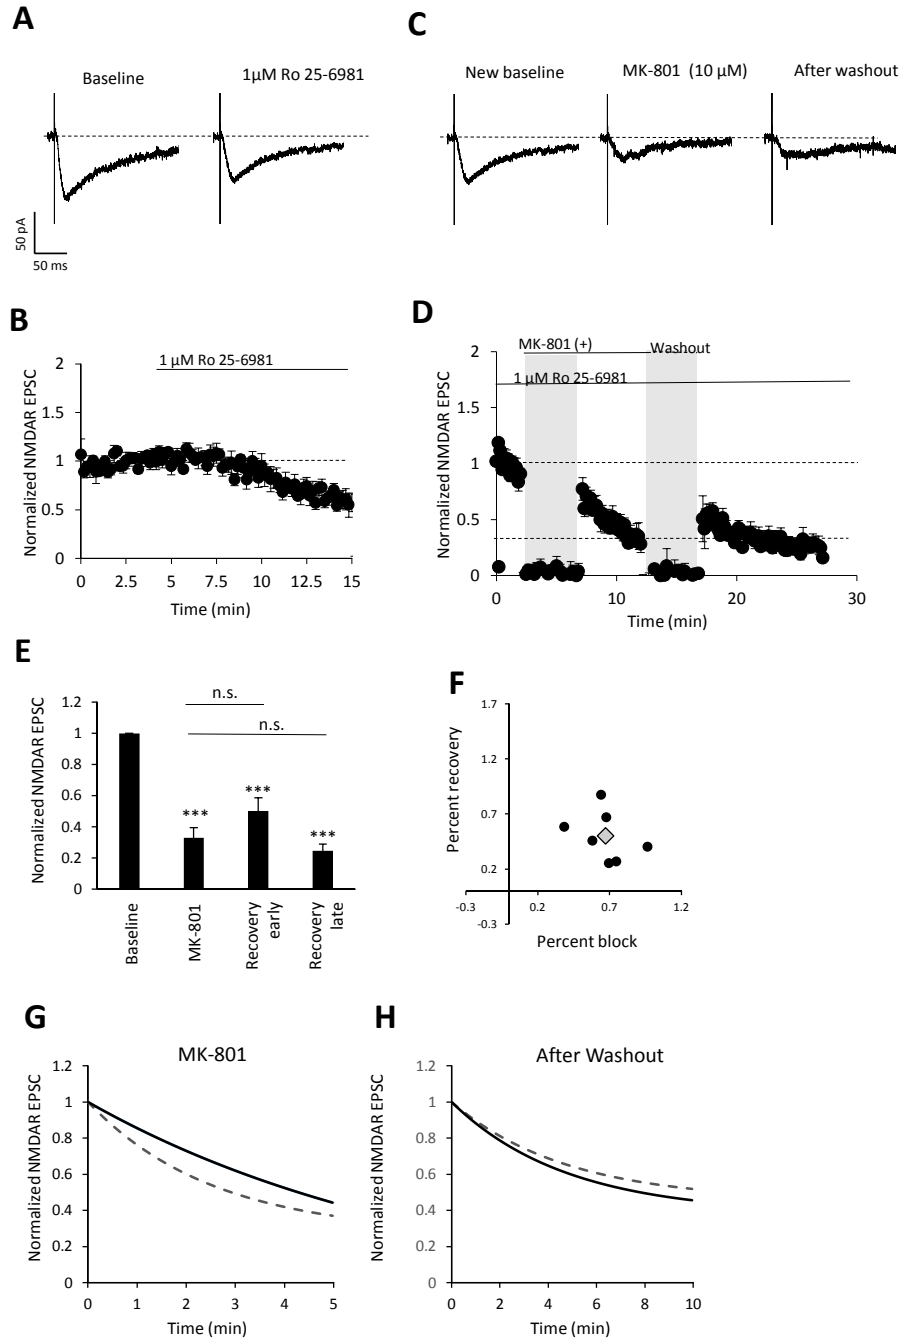 A
Baseline
1µM Ro 25-6981
50 pA
50 ms
C
New baseline
MK-801 (10 µM)
After washout
B
1 µM Ro 25-6981
Normalized NMDAR EPSC
2
1.5
1
0.5
0
0 2.5 5 7.5 10 12.5 15
Time (min)
D
MK-801 (+)
Washout
1 µM Ro 25-6981
Normalized NMDAR EPSC
2
1.5
1
0.5
0
0 10 20 30
Time (min)
E
n.s.
n.s.
Normalized NMDAR EPSC
1.2
1
0.8
0.6
0.4
0.2
0
***
***
***
Baseline
MK-801
Recovery
early
Recovery
late
F
Percent recovery
1.7
1.2
0.7
0.2
-0.3
-0.3 0.2 0.7 1.2
Percent block
G
MK-801
Normalized NMDAR EPSC
1.2
1
0.8
0.6
0.4
0.2
0
0 1 2 3 4 5
Time (min)
H
After Washout
Normalized NMDAR EPSC
1.2
1
0.8
0.6
0.4
0.2
0
0 2 4 6 8 10
Time (min)